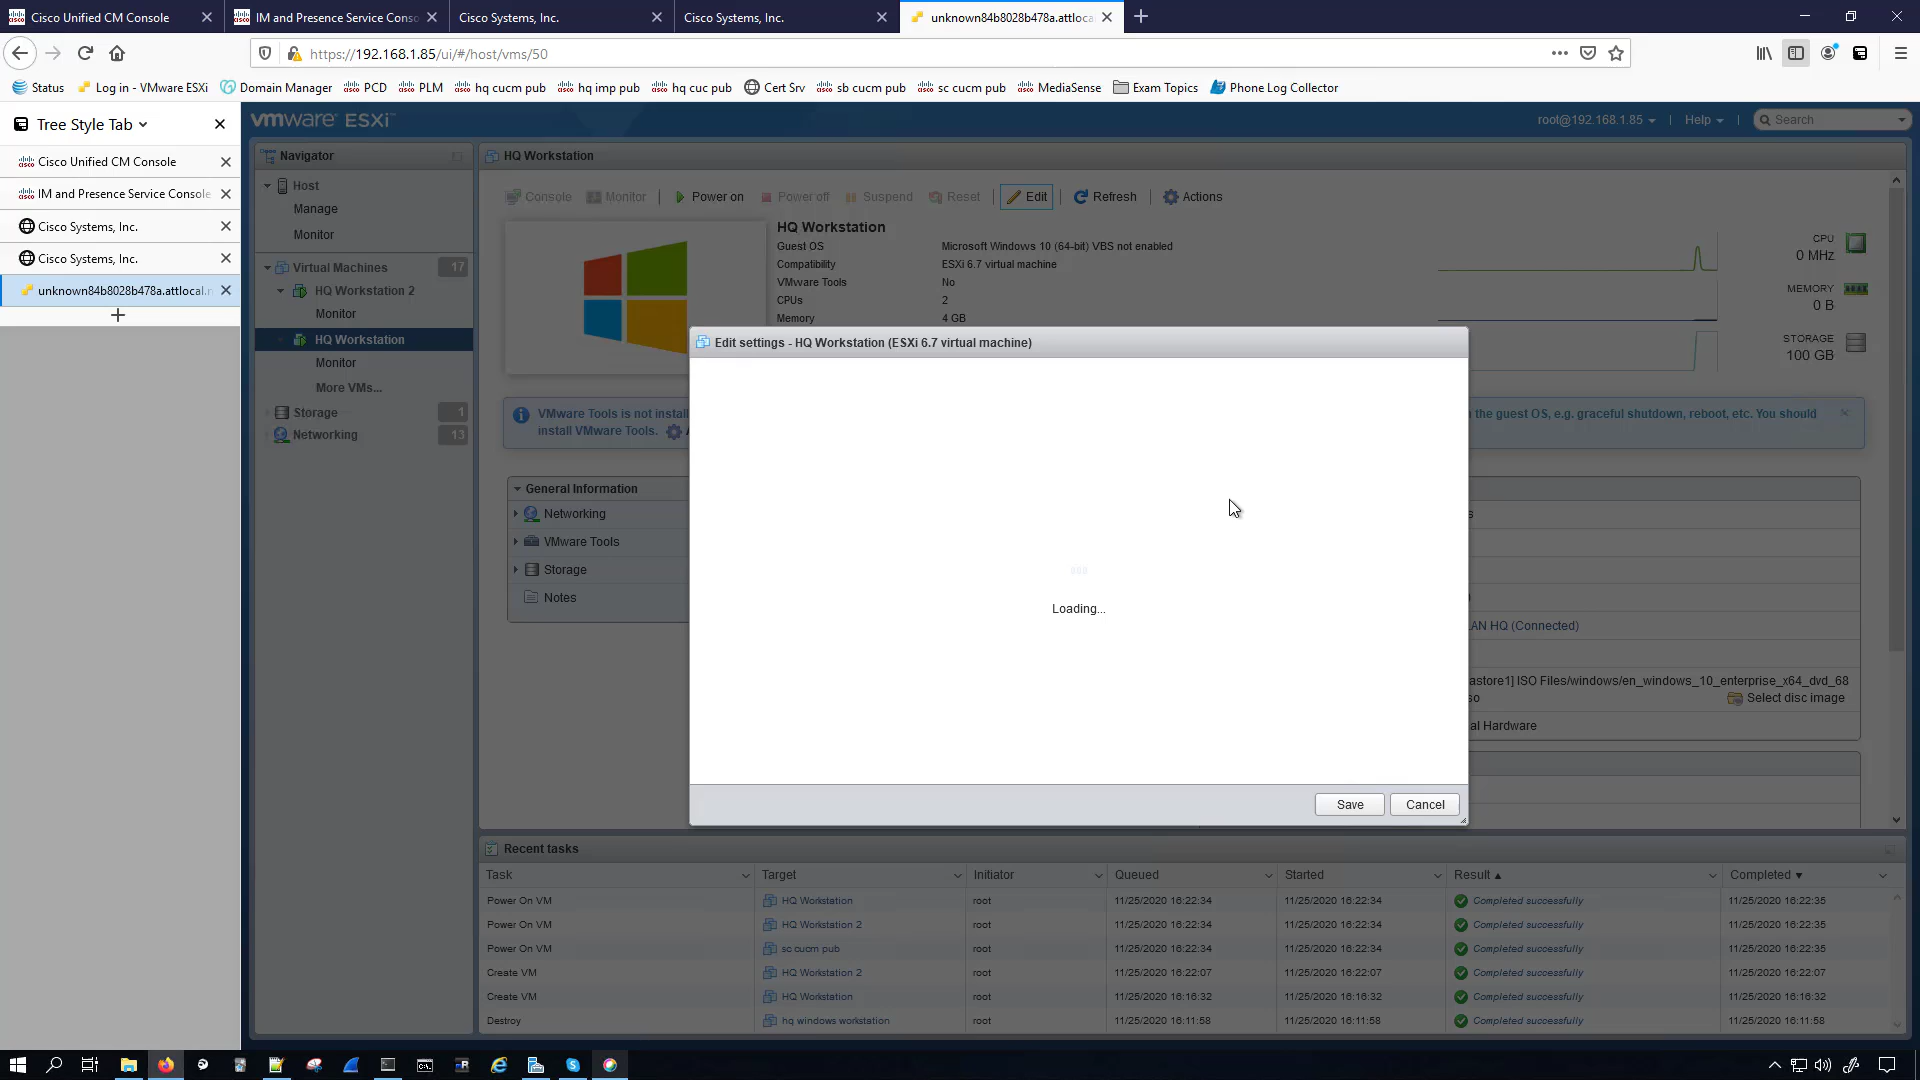 Cisco Unified CM Console
IM and Presence Service Conso
Cisco Systems, Inc.
Cisco Systems, Inc.
unknown84b8028b478a.attloca
https://192.168.1.85/ui/#/host/vms/50
Status
Log in - VMware ESXi
Domain Manager
PCD
PLM
hq cucm pub
hq imp pub
hq cuc pub
Cert Srv
sb cucm pub
sc cucm pub
MediaSense
Exam Topics
Phone Log Collector
Tree Style Tab
Cisco Unified CM Console
IM and Presence Service Console
Cisco Systems, Inc.
Cisco Systems, Inc.
unknown84b8028b478a.attlocal.n
vmware ESXi™
root@192.168.1.85
Help
Search
Navigator
Host
Manage
Monitor
Virtual Machines
17
HQ Workstation 2
Monitor
HQ Workstation
Monitor
More VMs...
Storage
1
Networking
13
HQ Workstation
Console
Monitor
Power on
Power off
Suspend
Reset
Edit
Refresh
Actions
HQ Workstation
Guest OS Microsoft Windows 10 (64-bit) VBS not enabled
Compatibility ESXi 6.7 virtual machine
VMware Tools No
CPUs 2
Memory 4 GB
CPU
0 MHz
MEMORY
0 B
STORAGE
100 GB
VMware Tools is not install
the guest OS, e.g. graceful shutdown, reboot, etc. You should
install VMware Tools.
General Information
Networking
VMware Tools
Storage
Notes
Edit settings - HQ Workstation (ESXi 6.7 virtual machine)
Loading...
Save
Cancel
AN HQ (Connected)
astore1] ISO Files/windows/en_windows_10_enterprise_x64_dvd_68
so
Select disc image
al Hardware
Recent tasks
Task Target Initiator Queued Started Result Completed
Power On VM HQ Workstation root 11/25/2020 16:22:34 11/25/2020 16:22:34 Completed successfully 11/25/2020 16:22:35
Power On VM HQ Workstation 2 root 11/25/2020 16:22:34 11/25/2020 16:22:34 Completed successfully 11/25/2020 16:22:35
Power On VM sc cucm pub root 11/25/2020 16:22:34 11/25/2020 16:22:34 Completed successfully 11/25/2020 16:22:35
Create VM HQ Workstation 2 root 11/25/2020 16:22:07 11/25/2020 16:22:07 Completed successfully 11/25/2020 16:22:07
Create VM HQ Workstation root 11/25/2020 16:16:32 11/25/2020 16:16:32 Completed successfully 11/25/2020 16:16:32
Destroy hq windows workstation root 11/25/2020 16:11:58 11/25/2020 16:11:58 Completed successfully 11/25/2020 16:11:58